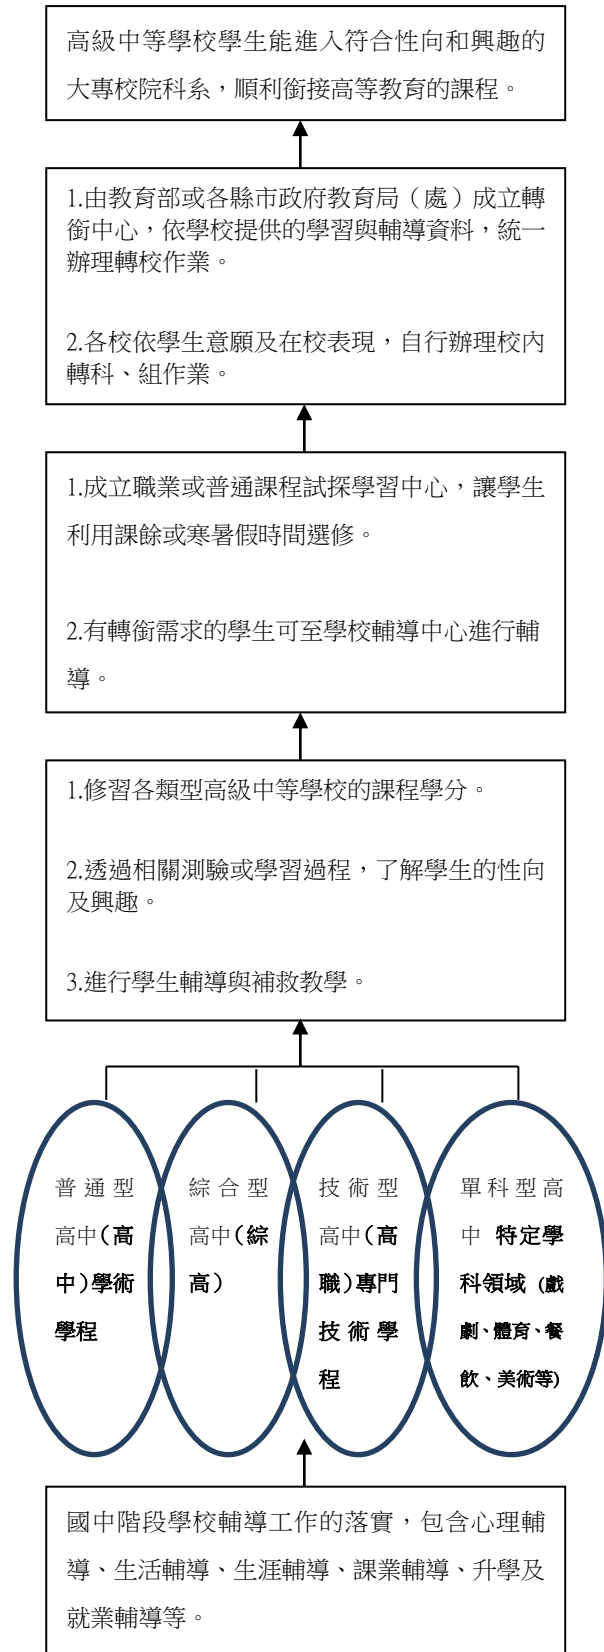 高級中等學校學生能進入符合性向和興趣的
大專校院科系，順利銜接高等教育的課程。
1.由教育部或各縣市政府教育局（處）成立轉
銜中心，依學校提供的學習與輔導資料，統一
辦理轉校作業。
2.各校依學生意願及在校表現，自行辦理校內
轉科、組作業。
1.成立職業或普通課程試探學習中心，讓學生
利用課餘或寒暑假時間選修。
2.有轉銜需求的學生可至學校輔導中心進行輔
導。
1.修習各類型高級中等學校的課程學分。
2.透過相關測驗或學習過程，了解學生的性向
及興趣。
3.進行學生輔導與補救教學。
普通型
高中(高
中)學術
學程
綜合型
高中(綜
高)
技術型
高中(高
職)專門
技術學
程
單科型高
中 特定學
科領域 (戲
劇、體育、餐
飲、美術等)
國中階段學校輔導工作的落實，包含心理輔
導、生活輔導、生涯輔導、課業輔導、升學及
就業輔導等。